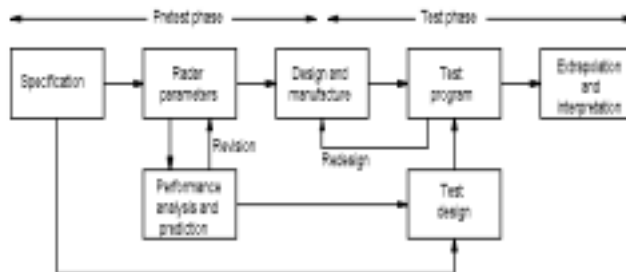 Pretest phase
Test phase
Specification
Radar
parameters
Design and
manufacture
Test
program
Extrapolation
and
interpretation
Revision
Redesign
Performance
analysis and
prediction
Test
design